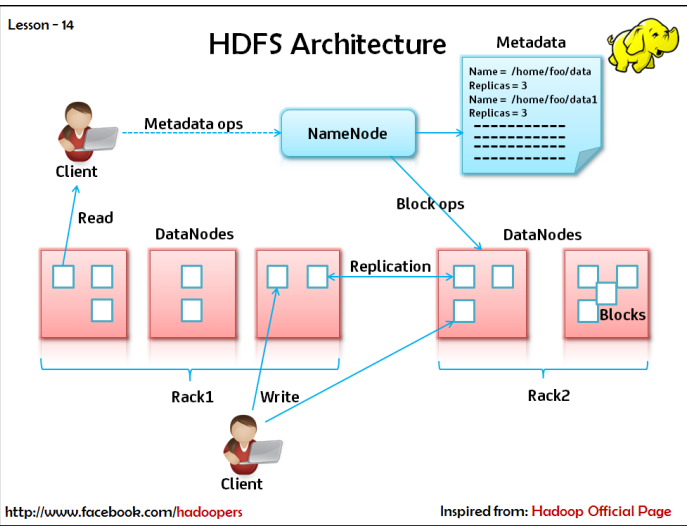 Lesson - 14
HDFS Architecture
Metadata
Name = /home/foo/data
Replicas = 3
Name = /home/foo/data1
Replicas = 3
Metadata ops
NameNode
Client
Block ops
Read
DataNodes
DataNodes
Replication
Blocks
Rack1
Write
Rack2
Client
http://www.facebook.com/hadoopers
Inspired from: Hadoop Official Page